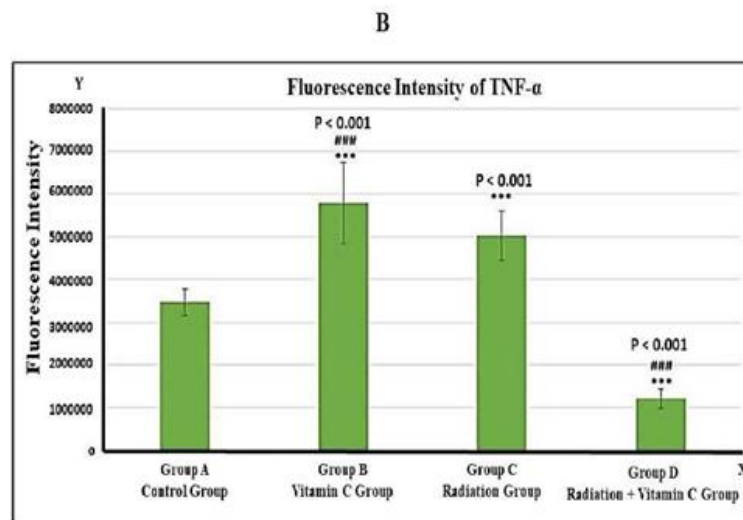 B
Y
Fluorescence Intensity of TNF-α
8000000
7000000
6000000
5000000
4000000
3000000
2000000
1000000
0
Fluorescence Intensity
P < 0.001
###
***
P < 0.001
***
P < 0.001
###
***
Group A
Control Group
Group B
Vitamin C Group
Group C
Radiation Group
Group D
Radiation + Vitamin C Group
X